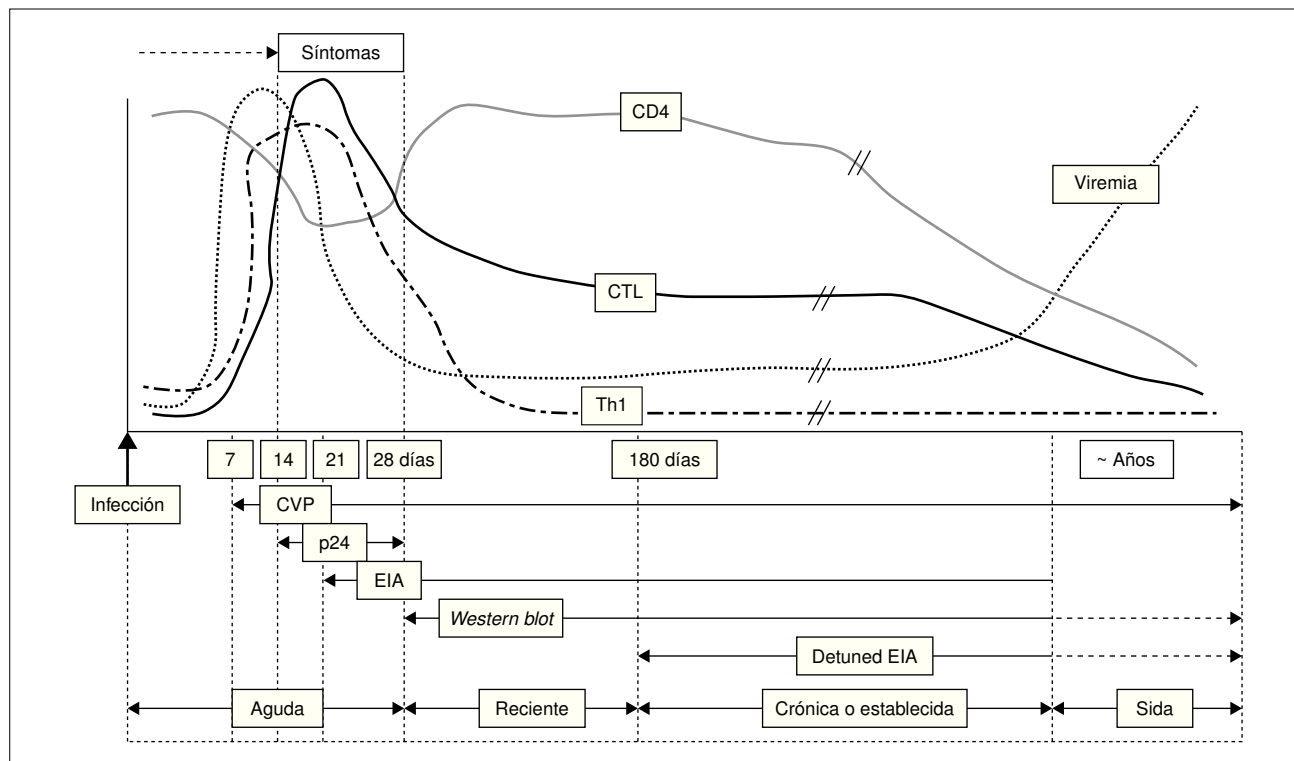 Síntomas
CD4
Viremia
CTL
Th1
7
14
21
28 días
180 días
~ Años
Infección
CVP
p24
EIA
Western blot
Detuned EIA
Aguda
Reciente
Crónica o establecida
Sida